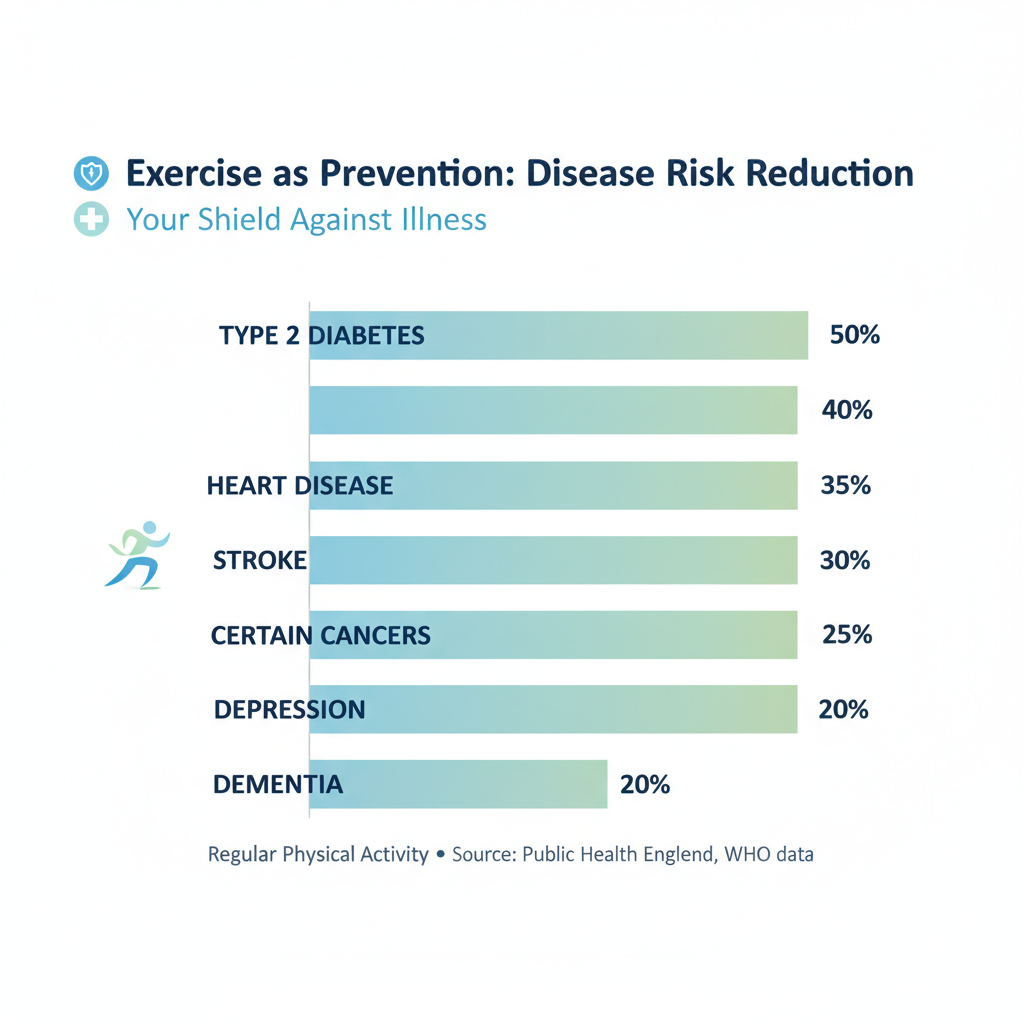 Exercise as Prevention: Disease Risk Reduction
Your Shield Against Illness
TYPE 2 DIABETES 50%
40%
HEART DISEASE 35%
STROKE 30%
CERTAIN CANCERS 25%
DEPRESSION 20%
DEMENTIA 20%
Regular Physical Activity • Source: Public Health Englend, WHO data